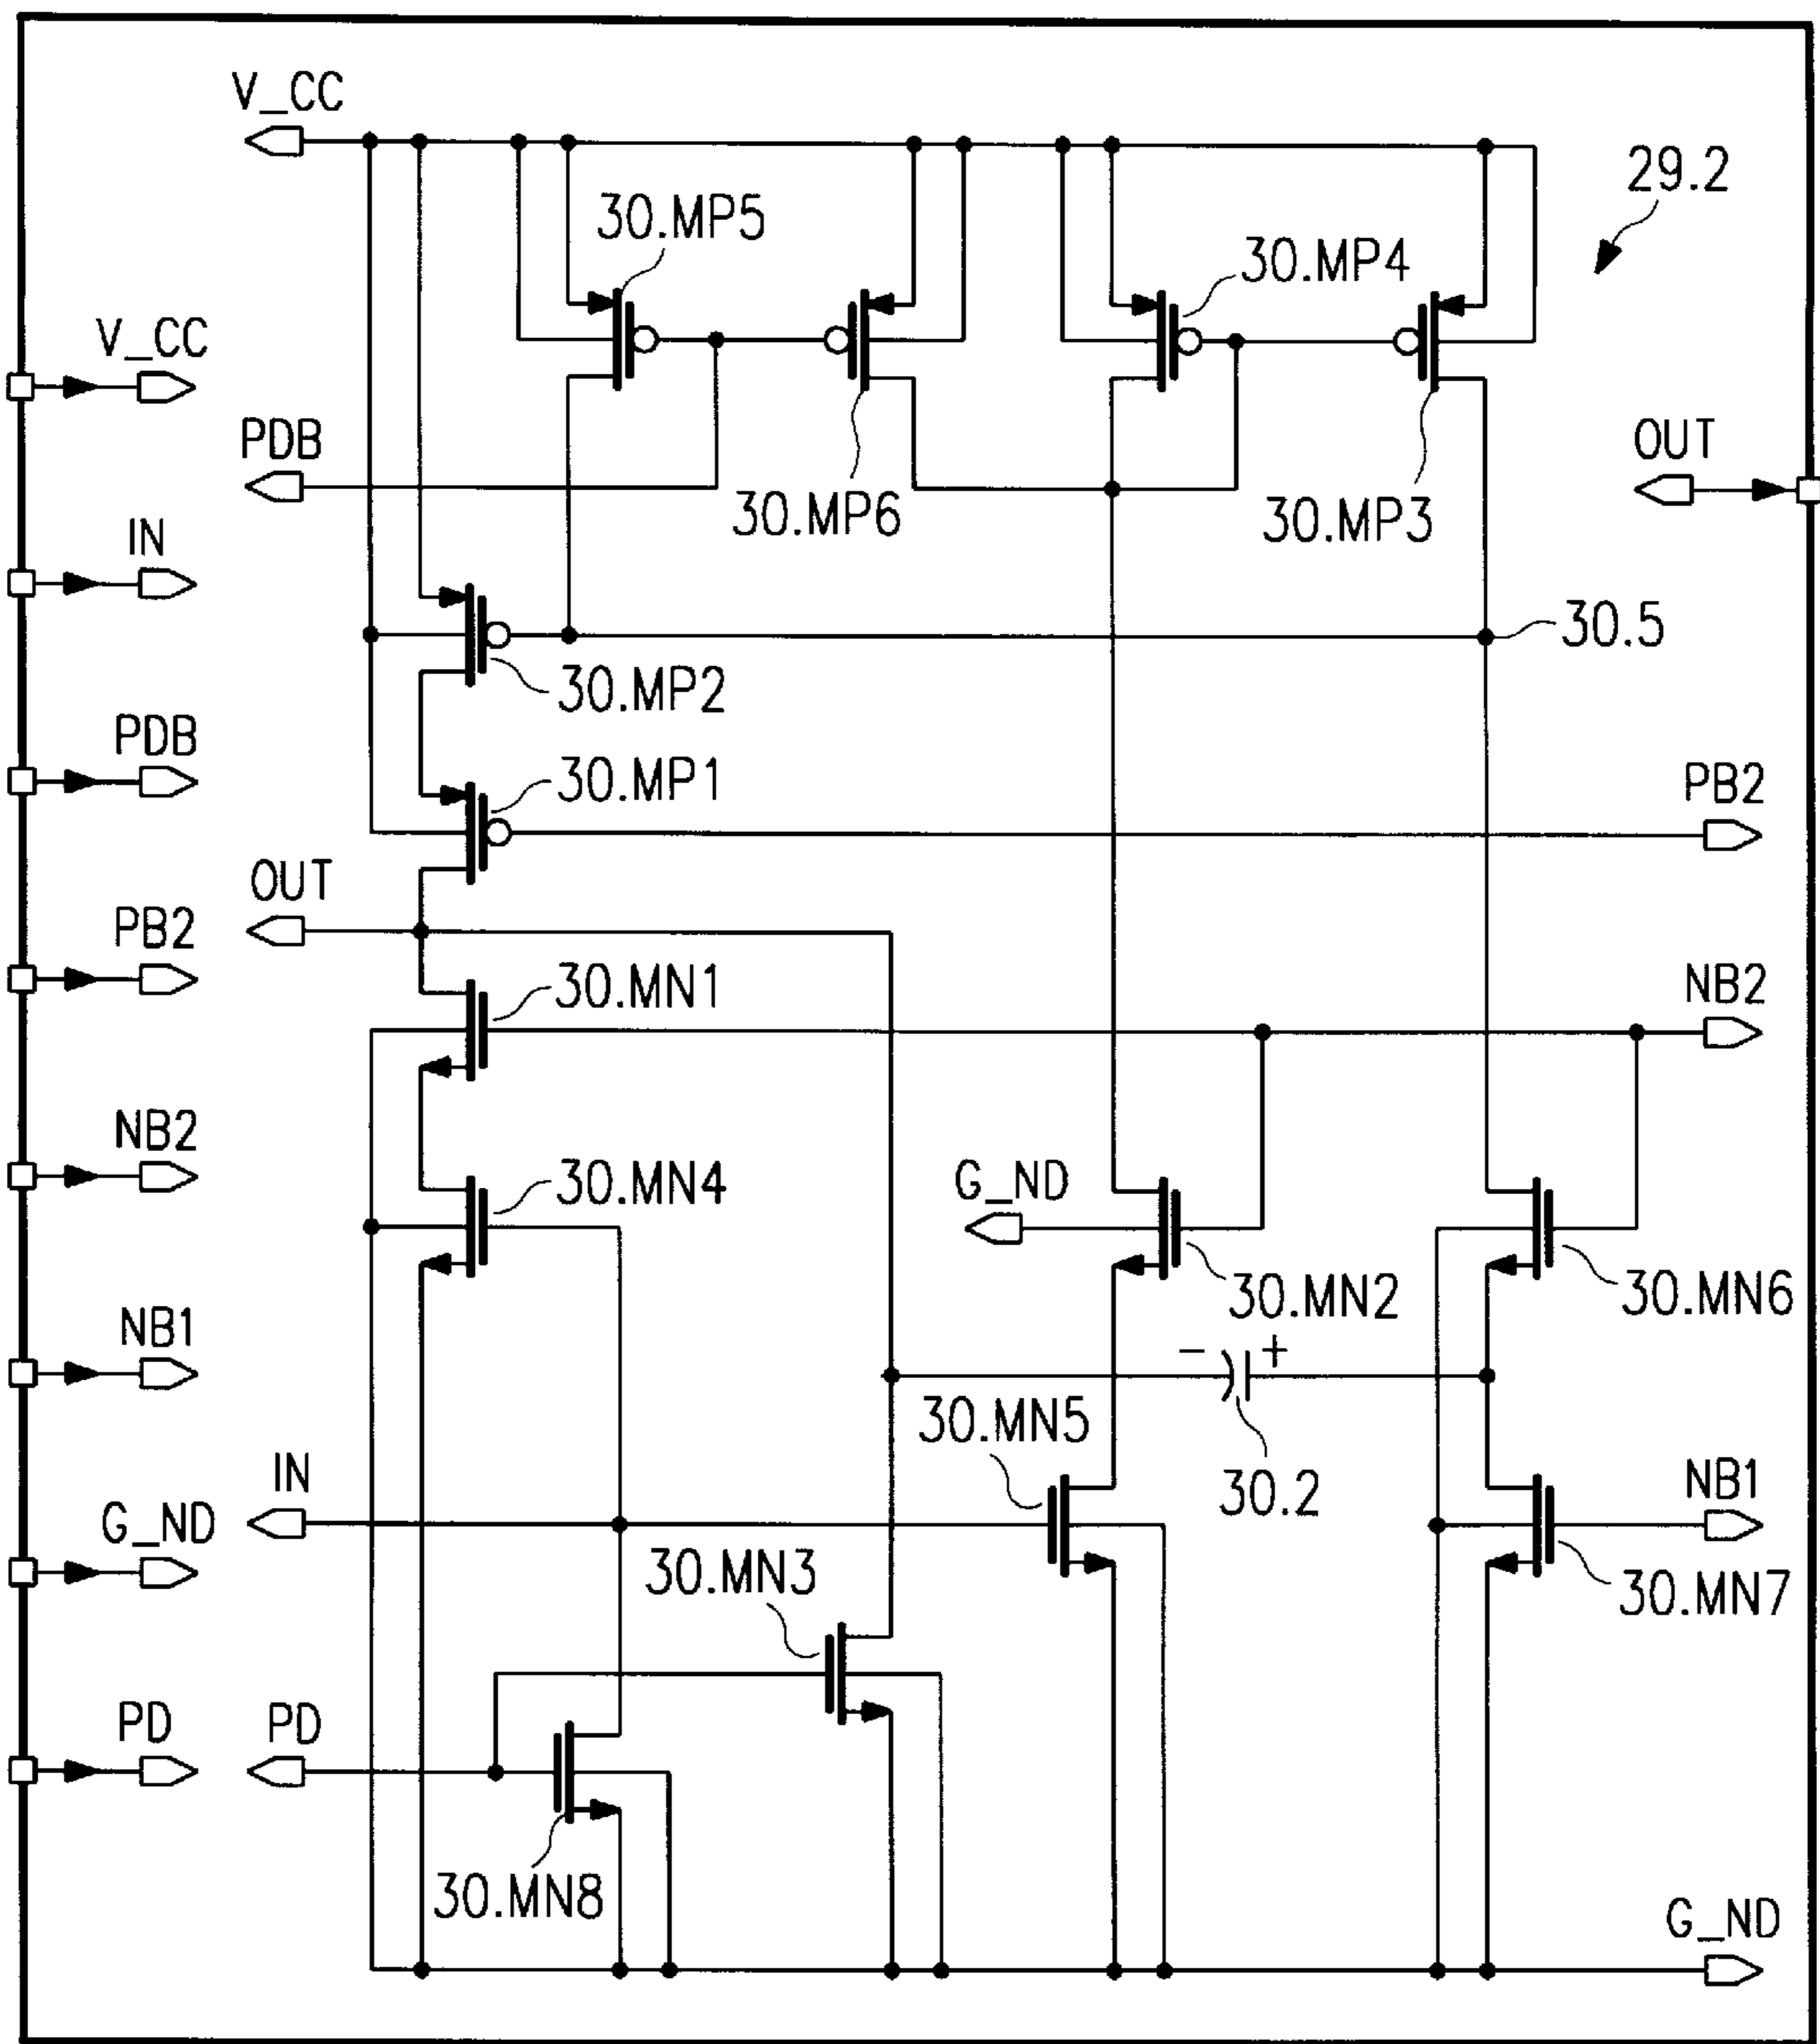 V_CC
29.2
30.MP5
30.MP4
V_CC
PDB
OUT
30.MP6
30.MP3
IN
30.5
30.MP2
PDB
30.MP1
PB2
OUT
PB2
30.MN1
NB2
NB2
30.MN4
G_ND
30.MN2
30.MN6
NB1
- +
30.MN5
IN
30.2
NB1
G_ND
30.MN3
30.MN7
PD
PD
30.MN8
G_ND